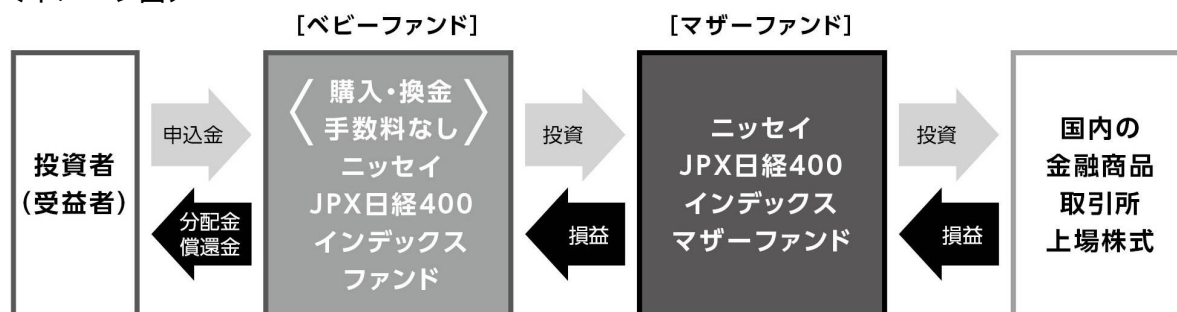 [ベビーファンド]
[マザーファンド]
投資者
(受益者)
申込金
分配金
償還金
〈購入・換金
手数料なし〉
ニッセイ
JPX日経400
インデックス
ファンド
投資
損益
ニッセイ
JPX日経400
インデックス
マザーファンド
投資
損益
国内の
金融商品
取引所
上場株式